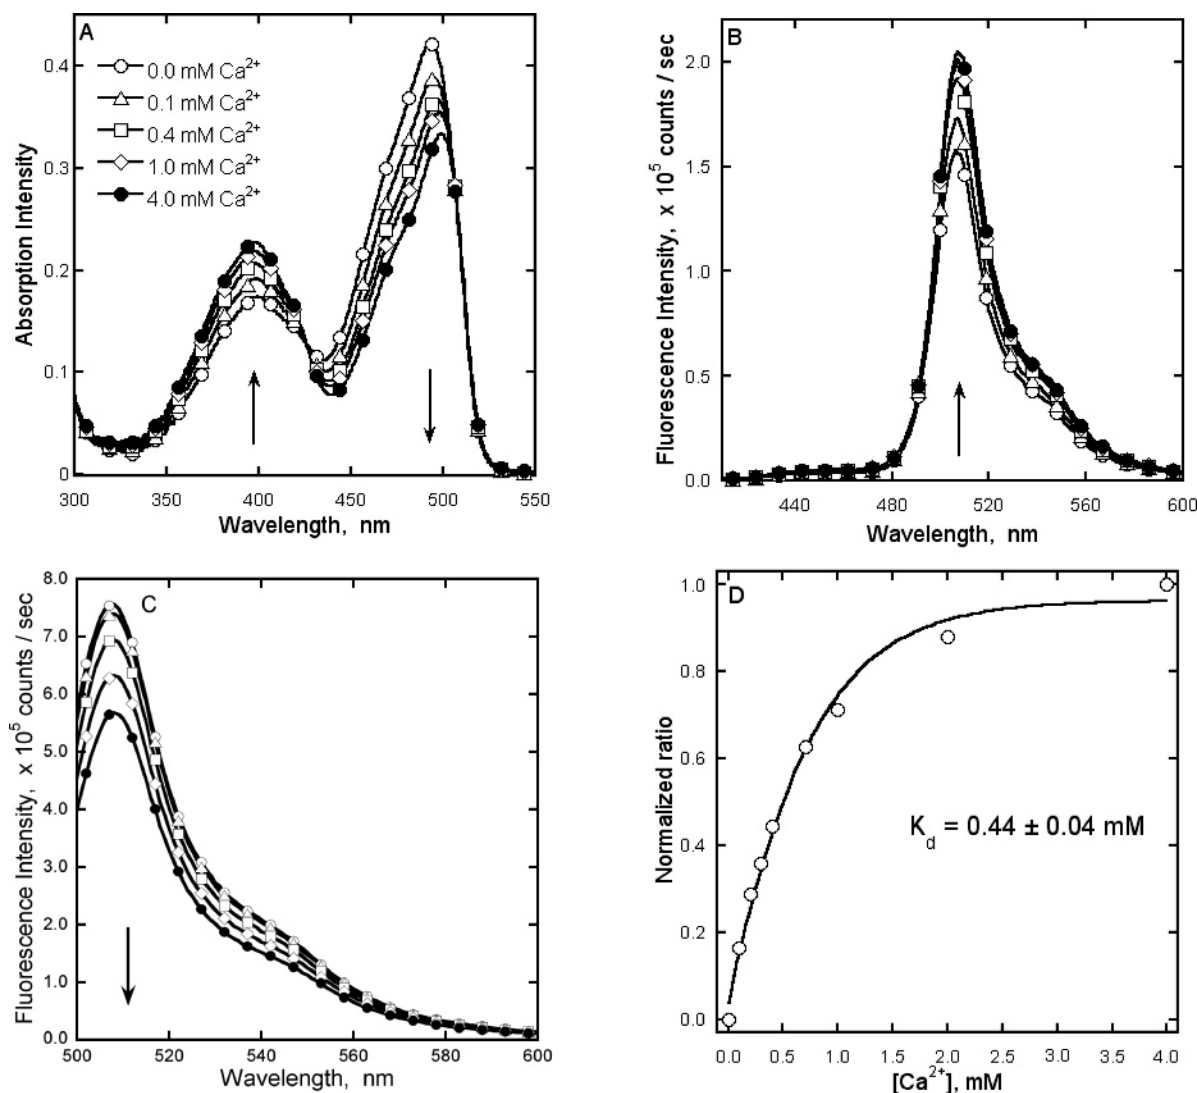 A
0.0 mM Ca²⁺
0.1 mM Ca²⁺
0.4 mM Ca²⁺
1.0 mM Ca²⁺
4.0 mM Ca²⁺
0.4
0.3
0.2
0.1
0
Absorption Intensity
300 350 400 450 500 550
Wavelength, nm
B
2.0
1.5
1.0
0.5
0.0
Fluorescence Intensity, x 10⁵ counts / sec
440 480 520 560 600
Wavelength, nm
C
8.0
7.0
6.0
5.0
4.0
3.0
2.0
1.0
0.0
Fluorescence Intensity, x 10⁵ counts / sec
500 520 540 560 580 600
Wavelength, nm
D
1.0
0.8
0.6
0.4
0.2
0.0
Normalized ratio
K_d = 0.44 ± 0.04 mM
0.0 0.5 1.0 1.5 2.0 2.5 3.0 3.5 4.0
[Ca²⁺], mM